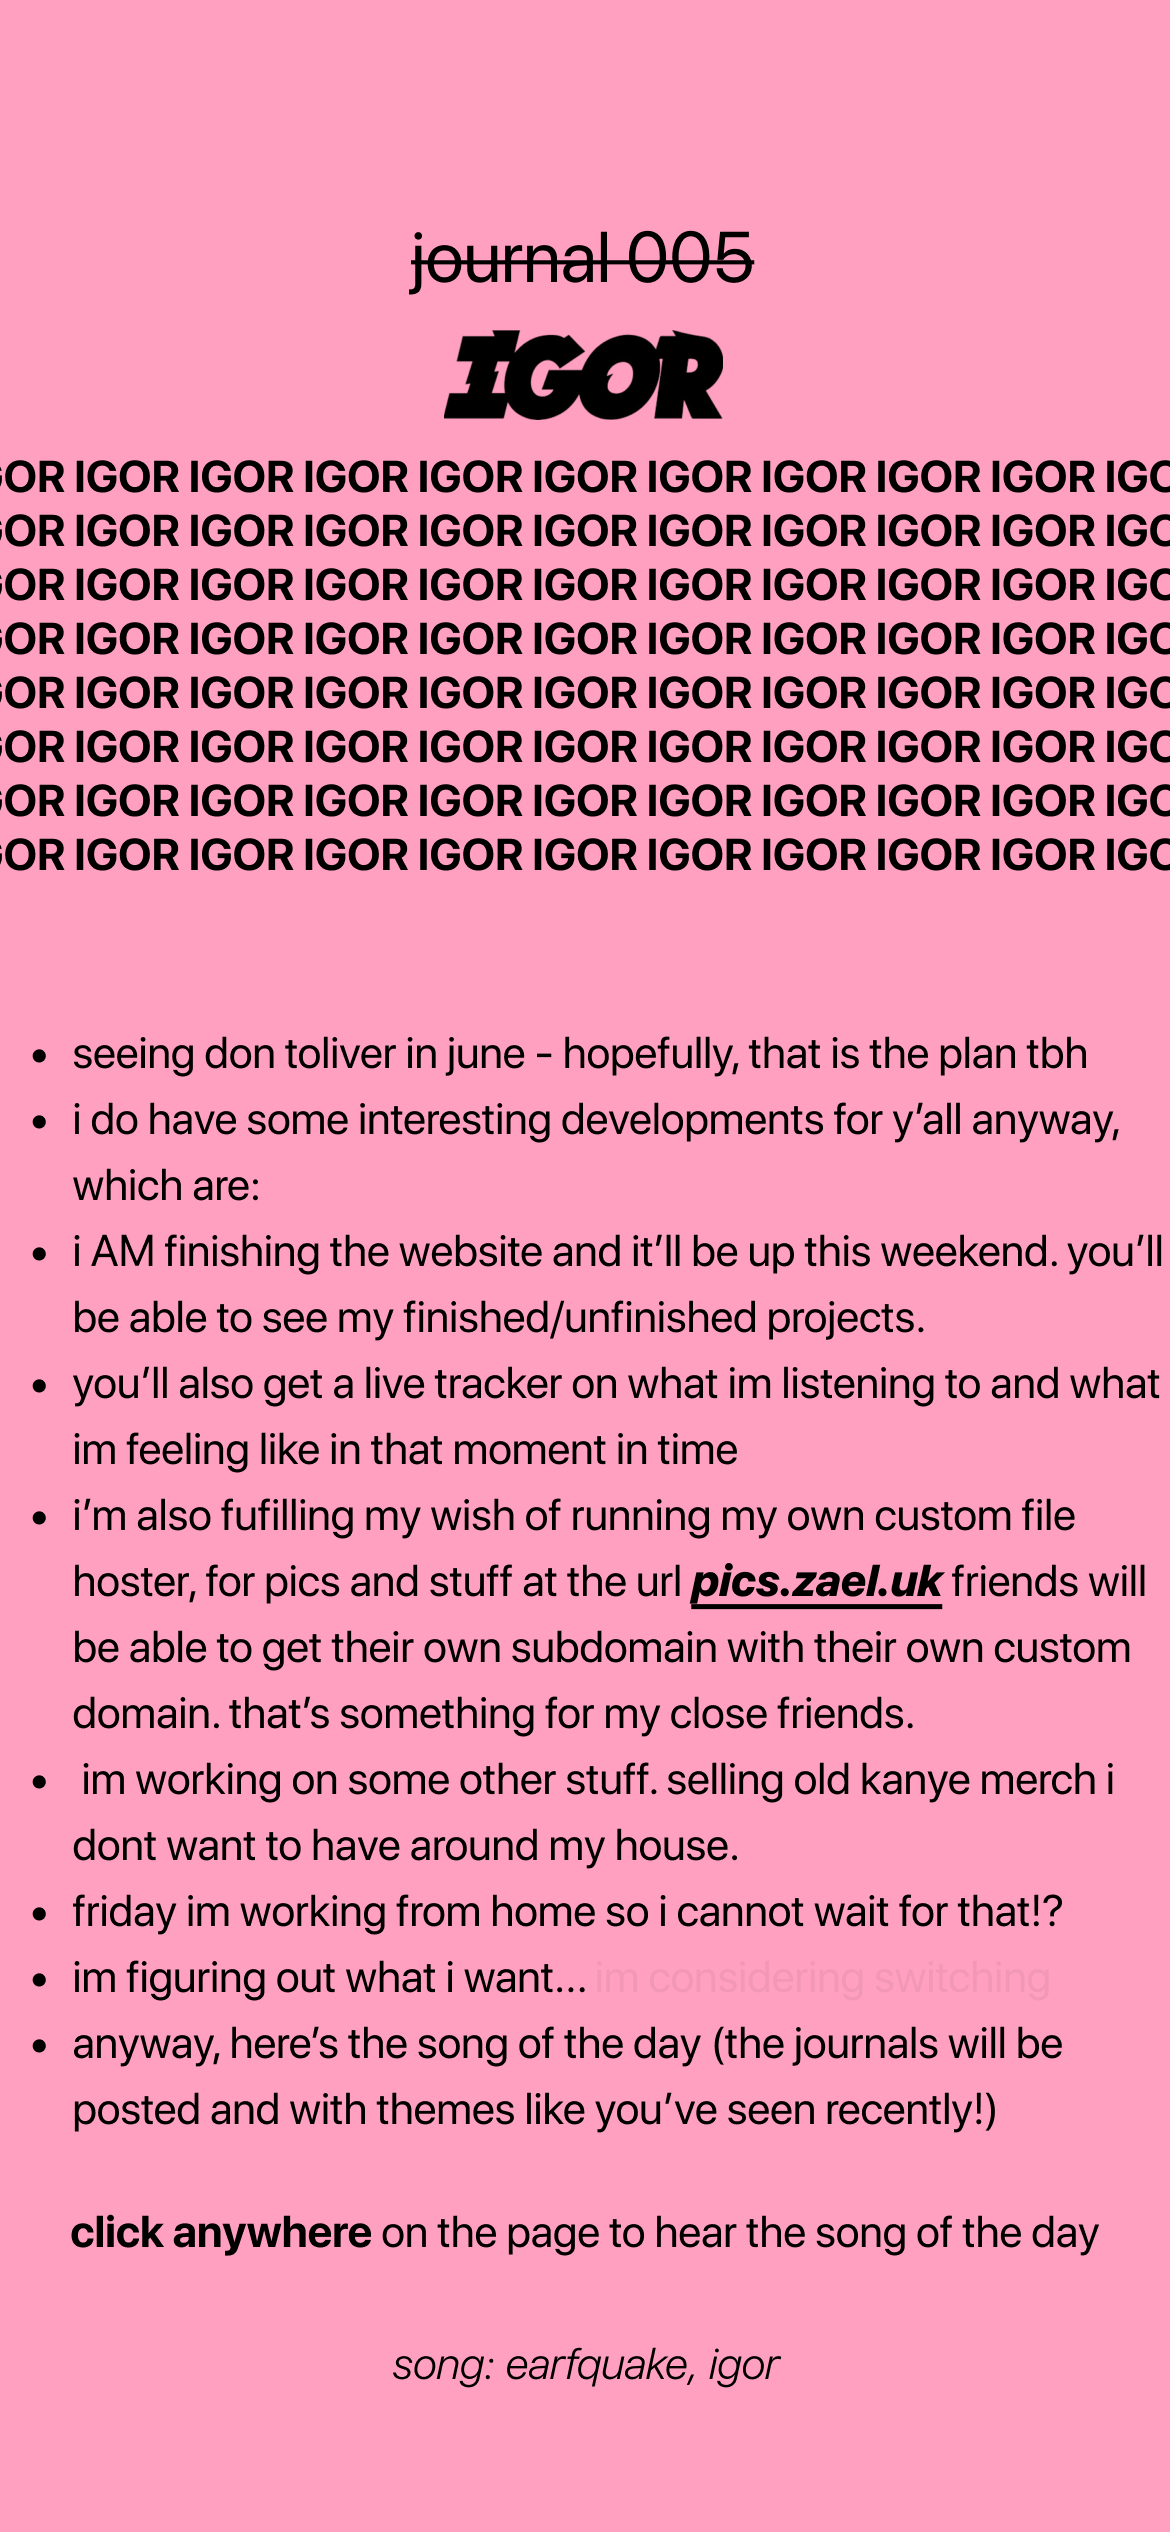 journal 005
IGOR
GOR IGOR IGOR IGOR IGOR IGOR IGOR IGOR IGOR IGOR IGO
GOR IGOR IGOR IGOR IGOR IGOR IGOR IGOR IGOR IGOR IGO
GOR IGOR IGOR IGOR IGOR IGOR IGOR IGOR IGOR IGOR IGO
GOR IGOR IGOR IGOR IGOR IGOR IGOR IGOR IGOR IGOR IGO
GOR IGOR IGOR IGOR IGOR IGOR IGOR IGOR IGOR IGOR IGO
GOR IGOR IGOR IGOR IGOR IGOR IGOR IGOR IGOR IGOR IGO
GOR IGOR IGOR IGOR IGOR IGOR IGOR IGOR IGOR IGOR IGO
GOR IGOR IGOR IGOR IGOR IGOR IGOR IGOR IGOR IGOR IGO
• seeing don toliver in june - hopefully, that is the plan tbh
• i do have some interesting developments for y’all anyway,
which are:
• i AM finishing the website and it’ll be up this weekend. you’ll
be able to see my finished/unfinished projects.
• you’ll also get a live tracker on what im listening to and what
im feeling like in that moment in time
• i’m also fufilling my wish of running my own custom file
hoster, for pics and stuff at the url pics.zael.uk friends will
be able to get their own subdomain with their own custom
domain. that’s something for my close friends.
• im working on some other stuff. selling old kanye merch i
dont want to have around my house.
• friday im working from home so i cannot wait for that!?
• im figuring out what i want... im considering switching
• anyway, here’s the song of the day (the journals will be
posted and with themes like you’ve seen recently!)
click anywhere on the page to hear the song of the day
song: earfquake, igor